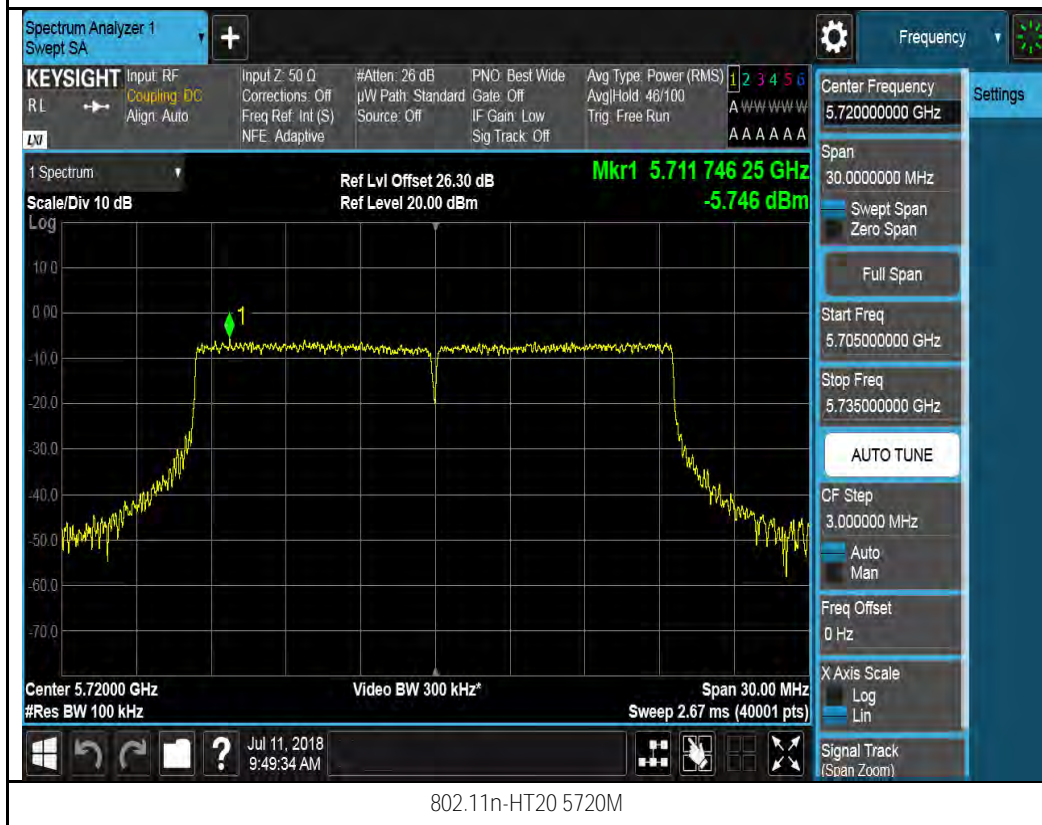 Spectrum Analyzer 1
Swept SA
+
Frequency
KEYSIGHT
RL
LXI
Input: RF
Coupling: DC
Align: Auto
Input Z: 50 Ω
Corrections: Off
Freq Ref: Int (S)
NFE: Adaptive
#Atten: 26 dB
µW Path: Standard
Source: Off
PNO: Best Wide
Gate: Off
IF Gain: Low
Sig Track: Off
Avg Type: Power (RMS)
Avg|Hold: 46/100
Trig: Free Run
1 2 3 4 5 6
A W W W W W
A A A A A A
1 Spectrum
Scale/Div 10 dB
Ref Lvl Offset 26.30 dB
Ref Level 20.00 dBm
Mkr1 5.711 746 25 GHz
-5.746 dBm
Log
10.0
0.00
-10.0
-20.0
-30.0
-40.0
-50.0
-60.0
-70.0
1
Center 5.72000 GHz
#Res BW 100 kHz
Video BW 300 kHz*
Span 30.00 MHz
Sweep 2.67 ms (40001 pts)
?
Jul 11, 2018
9:49:34 AM
Center Frequency
5.720000000 GHz
Settings
Span
30.0000000 MHz
Swept Span
Zero Span
Full Span
Start Freq
5.705000000 GHz
Stop Freq
5.735000000 GHz
AUTO TUNE
CF Step
3.000000 MHz
Auto
Man
Freq Offset
0 Hz
X Axis Scale
Log
Lin
Signal Track
(Span Zoom)
802.11n-HT20 5720M